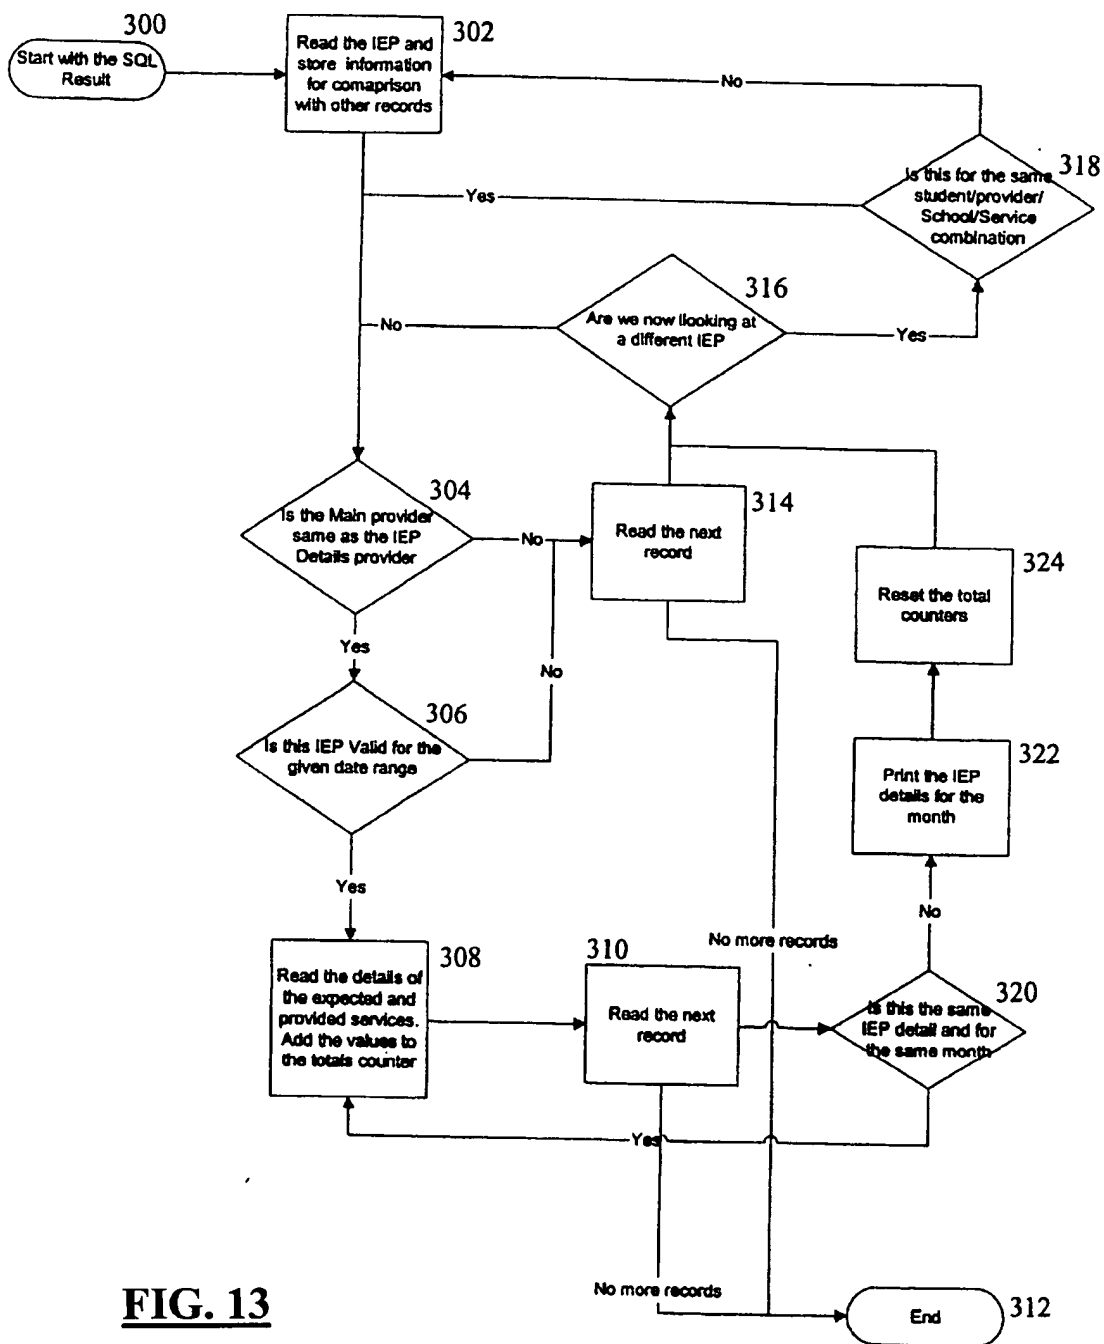 300
Start with the SQL
Result
Read the IEP and
store information
for comaprison
with other records
302
No
Is this for the same
student/provider/
School/Service
combination
318
Yes
316
Are we now llooking at
a different IEP
No
Yes
304
Is the Main provider
same as the IEP
Details provider
No
314
Read the next
record
324
Reset the total
counters
Yes
No
306
Is this IEP Valid for the
given date range
322
Print the IEP
details for the
month
Yes
No
No more records
308
Read the details of
the expected and
provided services.
Add the values to
the totals counter
310
Read the next
record
320
Is this the same
IEP detail and for
the same month
Yes
No more records
End
312
FIG. 13